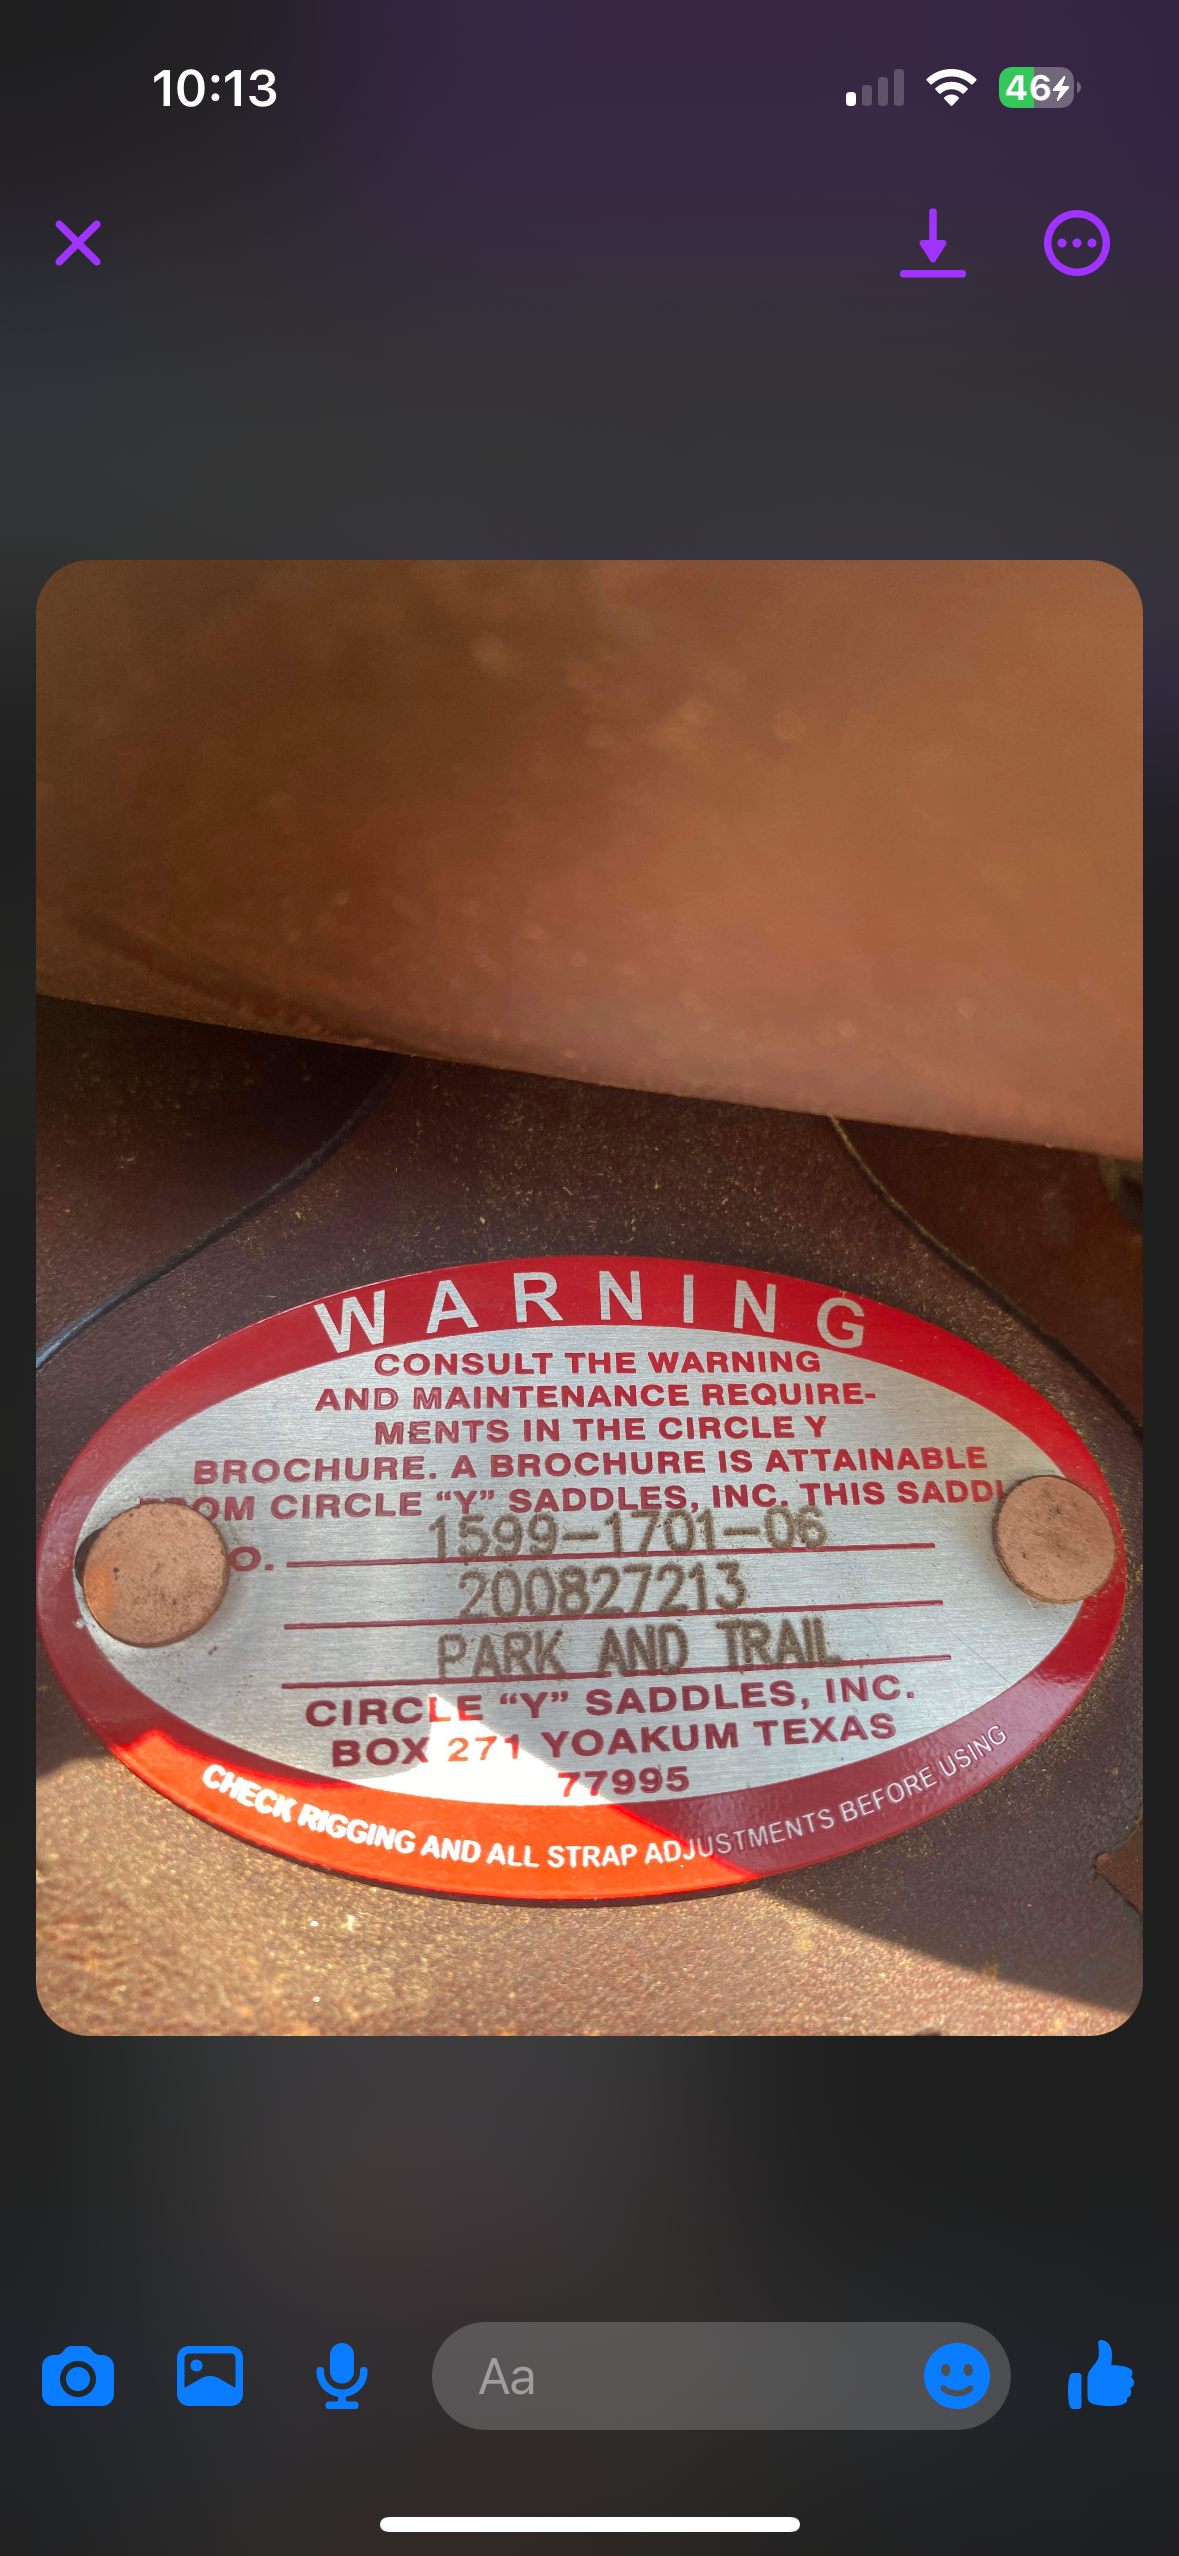 10:13
46
WARNING
CONSULT THE WARNING
AND MAINTENANCE REQUIRE-
MENTS IN THE CIRCLE Y
BROCHURE. A BROCHURE IS ATTAINABLE
CIRCLE “Y” SADDLES, INC. THIS
1599-1701-06
200827213
PARK AND TRAIL
CIRCLE “Y” SADDLES, INC.
BOX 271 YOAKUM TEXAS
77995
CHECK RIGGING AND ALL STRAP ADJUSTMENTS BEFORE USING
Aa